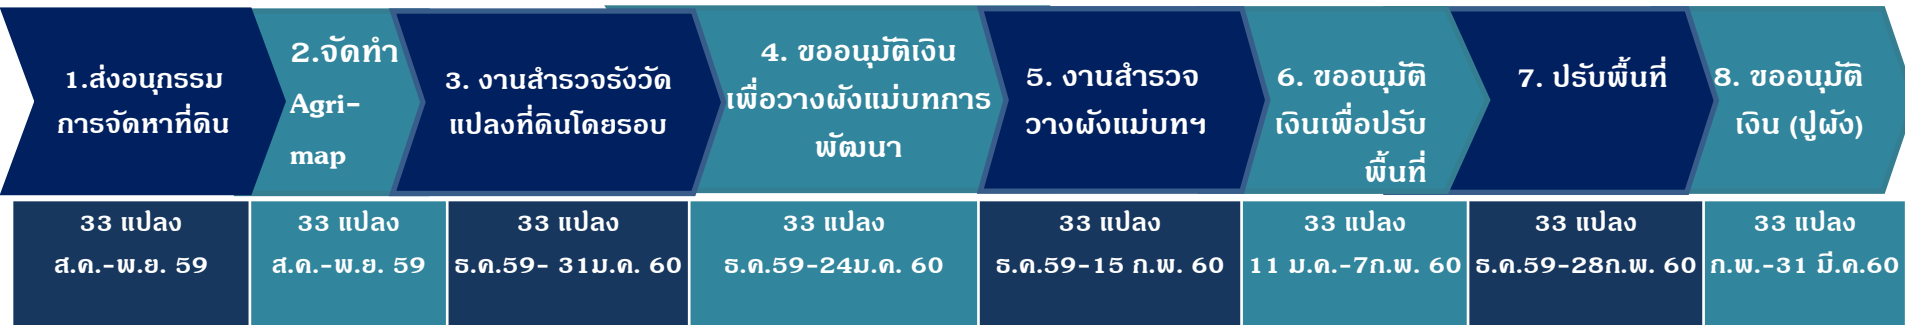 1.ส่งอนุกรรม
การจัดหาที่ดิน
2.จัดทำ
Agri-
map
3. งานสำรวจรังวัด
แปลงที่ดินโดยรอบ
4. ขออนุมัติเงิน
เพื่อวางผังแม่บทการ
พัฒนา
5. งานสำรวจ
วางผังแม่บทฯ
6. ขออนุมัติ
เงินเพื่อปรับ
พื้นที่
7. ปรับพื้นที่
8. ขออนุมัติ
เงิน (ปูผัง)
33 แปลง
ส.ค.-พ.ย. 59
33 แปลง
ส.ค.-พ.ย. 59
33 แปลง
ธ.ค.59- 31ม.ค. 60
33 แปลง
ธ.ค.59-24ม.ค. 60
33 แปลง
ธ.ค.59-15 ก.พ. 60
33 แปลง
11 ม.ค.-7ก.พ. 60
33 แปลง
ธ.ค.59-28ก.พ. 60
33 แปลง
ก.พ.-31 มี.ค.60